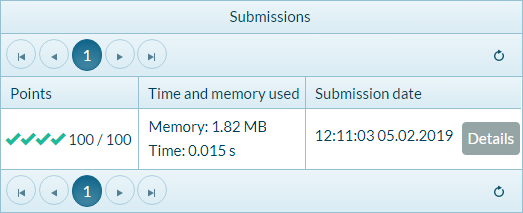 Submissions
1
Points Time and memory used Submission date
100 / 100 Memory: 1.82 MB 12:11:03 05.02.2019 Details
Time: 0.015 s
1